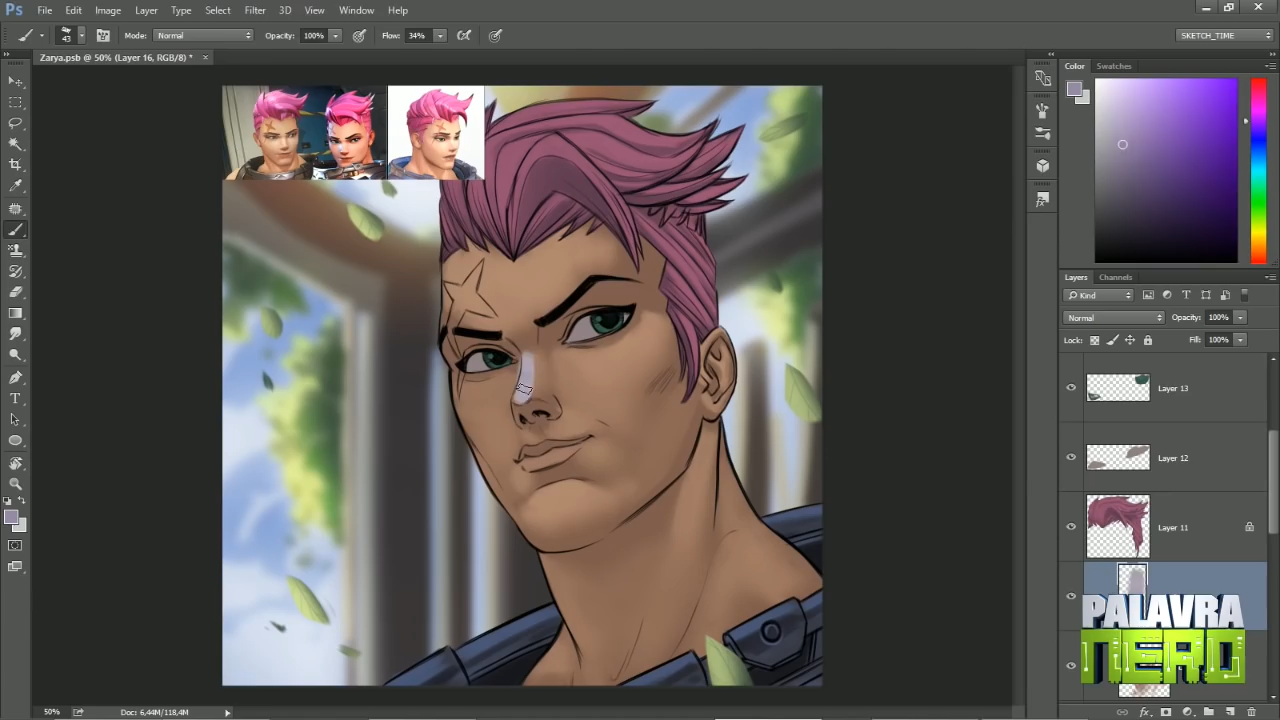 Ps File Edit Image Layer Type Select Filter 3D View Window Help
43 Mode: Normal Opacity: 100% Flow: 34% SKETCH_TIME
Zarya.psb @ 50% (Layer 16, RGB/8) * ×
Color Swatches
Layers Channels
Kind
Normal Opacity: 100%
Lock: Fill: 100%
Layer 13
Layer 12
Layer 11
PALAVRA
NERD
50% Doc: 6,44M/118,4M